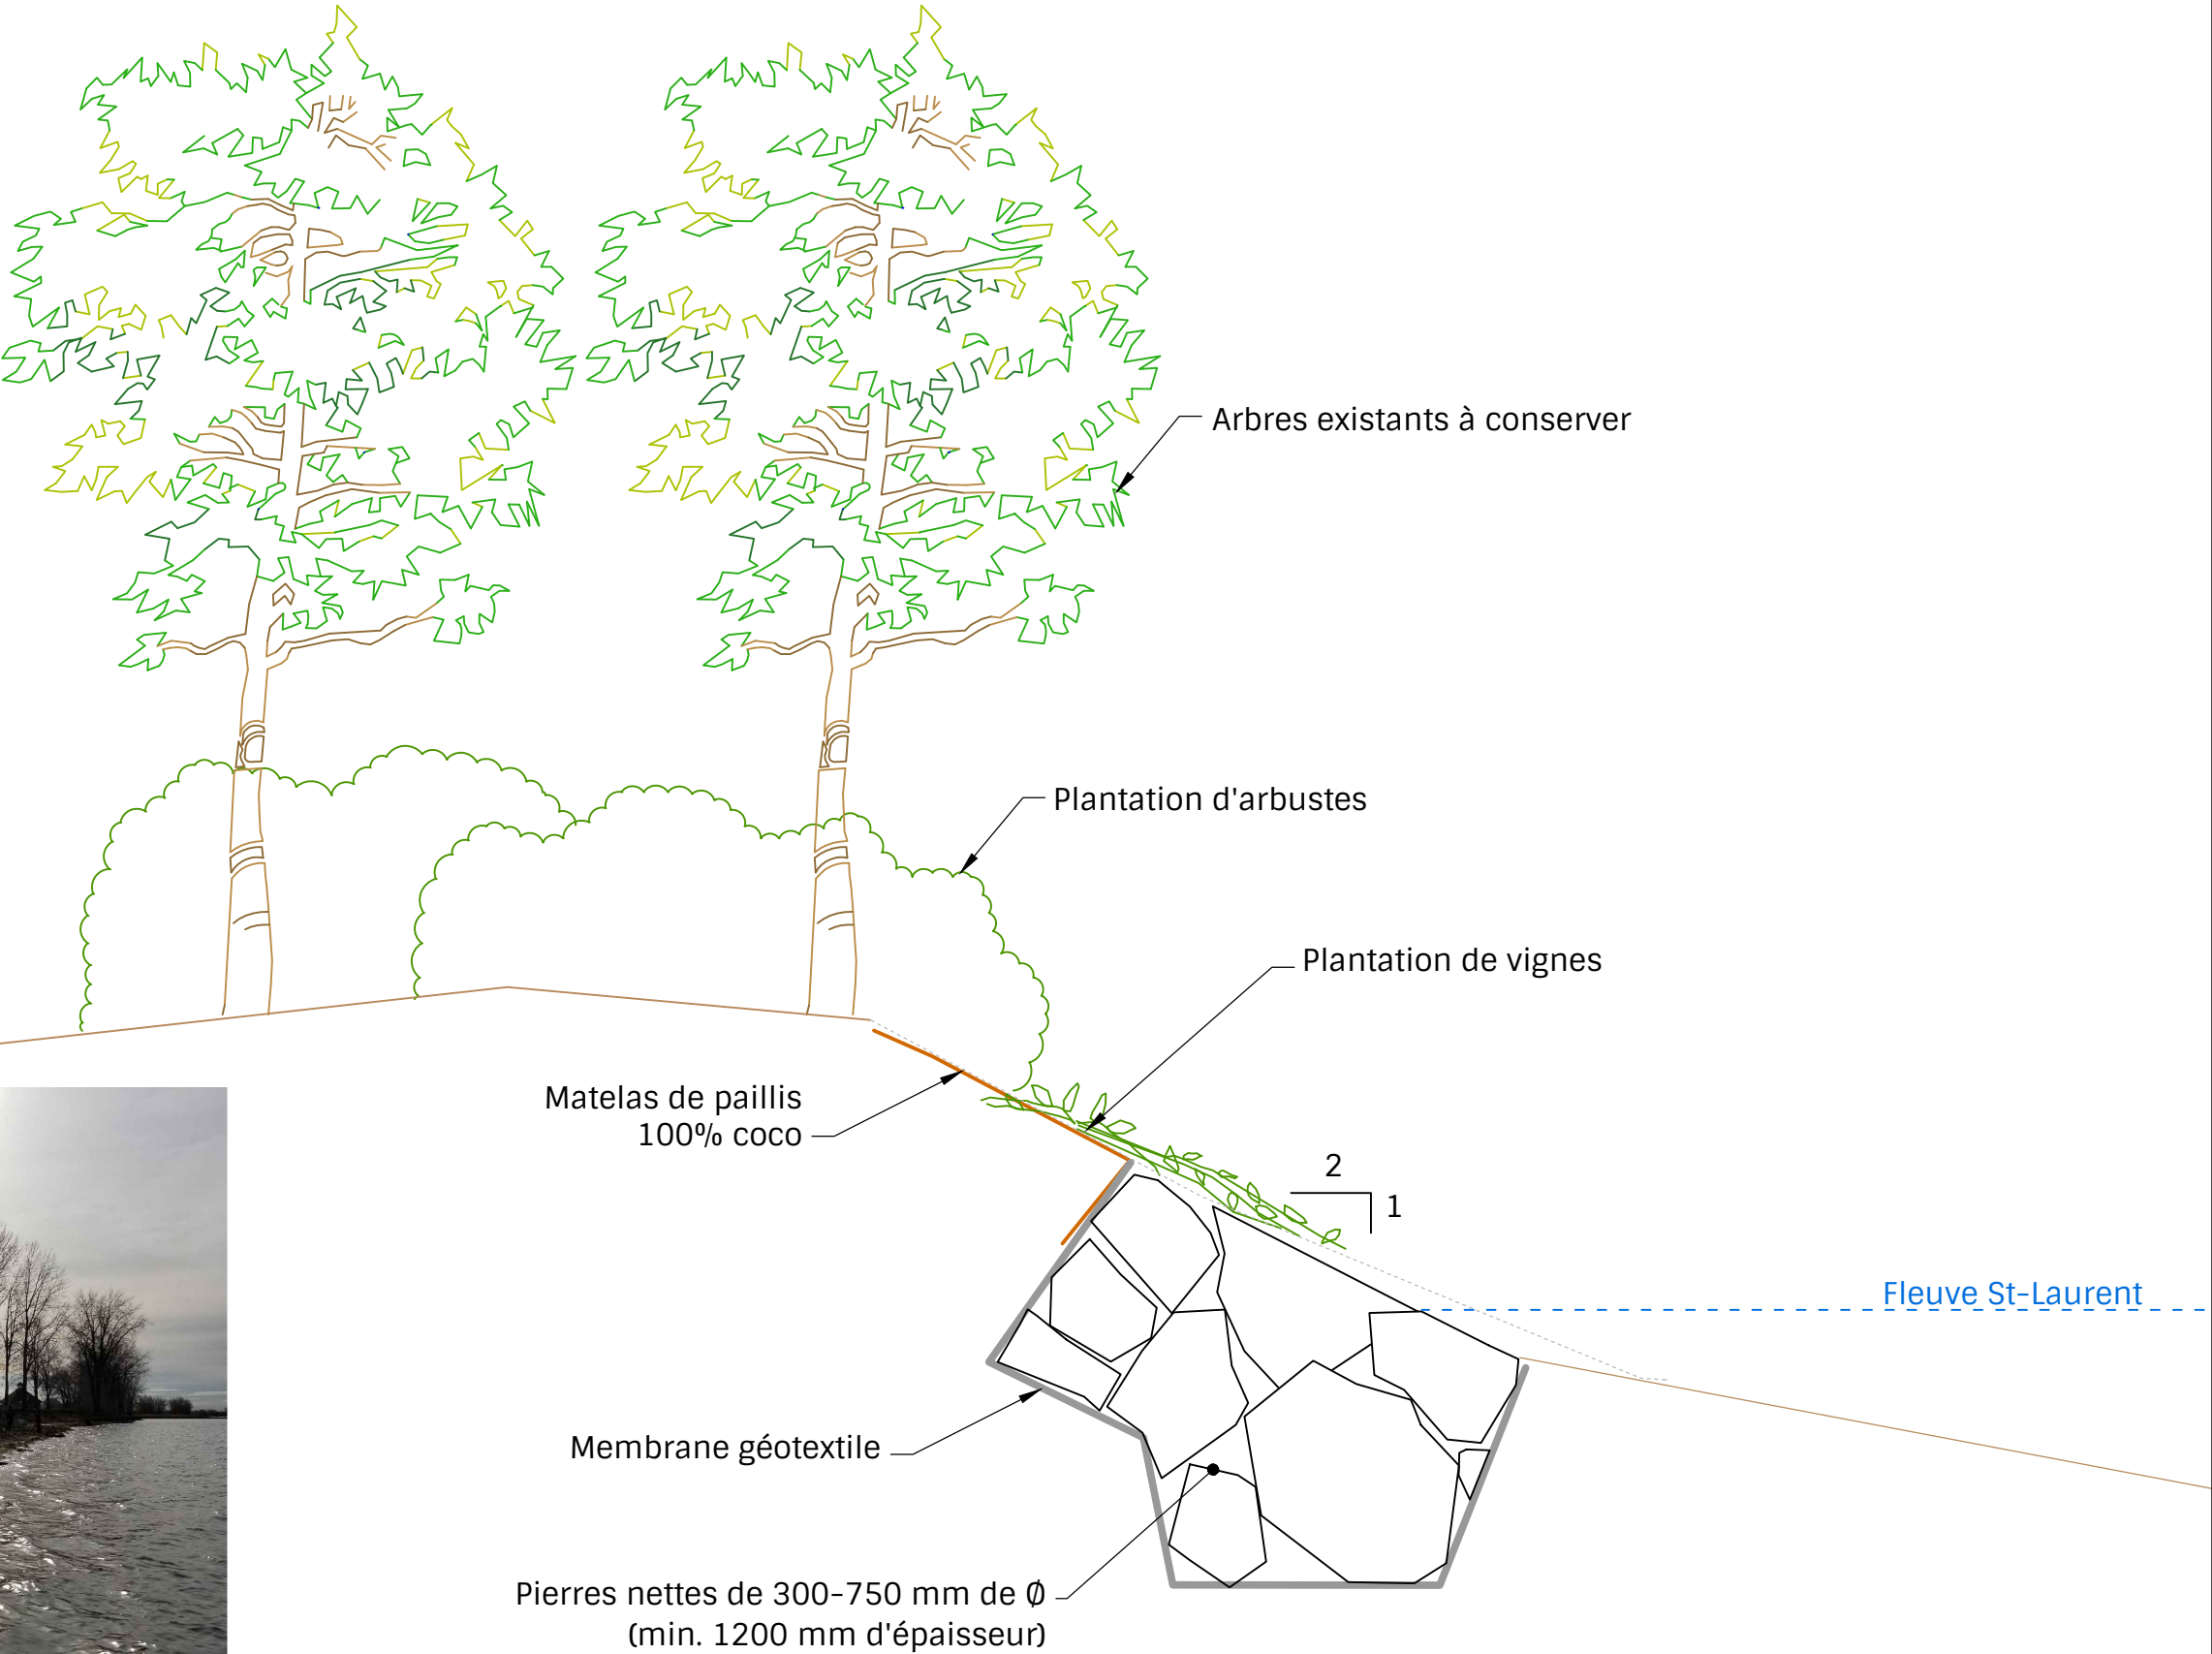 Arbres existants à conserver
Plantation d'arbustes
Plantation de vignes
Matelas de paillis
100% coco
2
1
Fleuve St-Laurent
Membrane géotextile
Pierres nettes de 300-750 mm de Ø
(min. 1200 mm d'épaisseur)